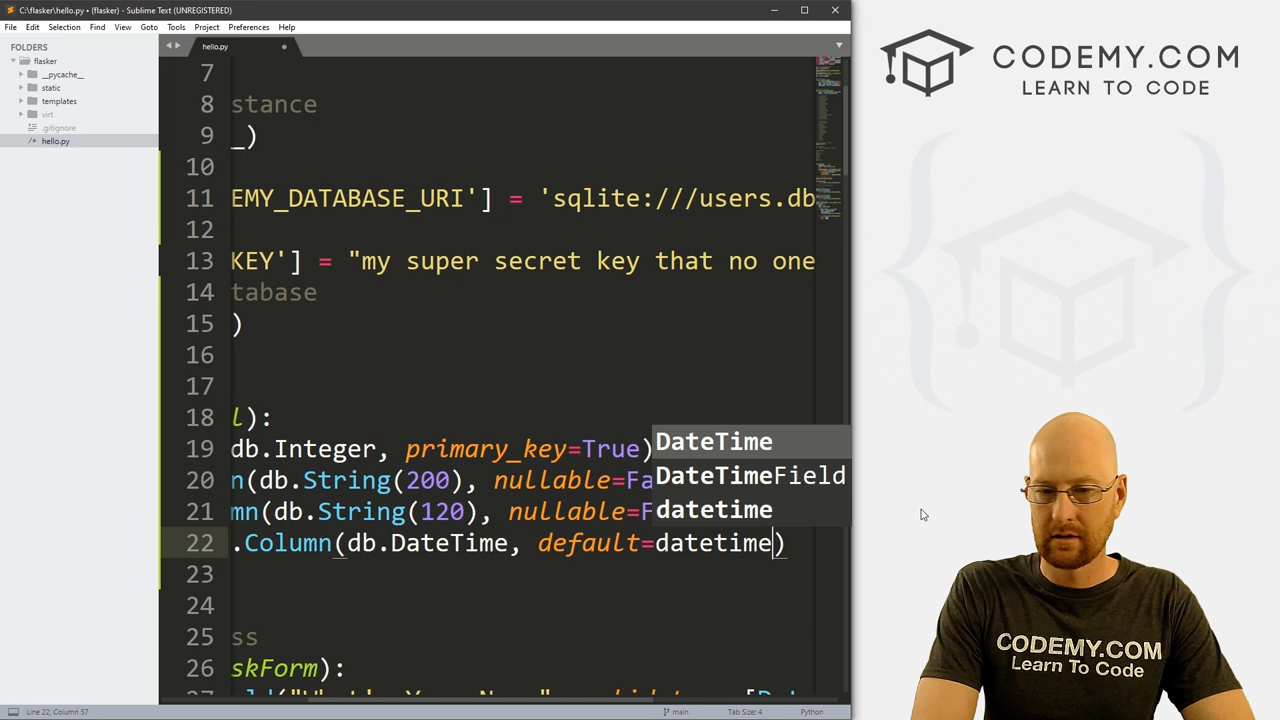 C:\flasker\hello.py • (flasker) - Sublime Text (UNREGISTERED)
File Edit Selection Find View Goto Tools Project Preferences Help
FOLDERS
flasker
__pycache__
static
templates
virt
.gitignore
/* hello.py
hello.py
7
8 stance
9 _)
10
11 EMY_DATABASE_URI'] = 'sqlite:///users.db
12
13 KEY'] = "my super secret key that no one
14 tabase
15 )
16
17
18 l):
19 db.Integer, primary_key=True)
20 n(db.String(200), nullable=Fa
21 mn(db.String(120), nullable=F
22 .Column(db.DateTime, default=datetime)
23
24
25 ss
26 skForm):
27
DateTime
DateTimeField
datetime
Line 22, Column 57
main
Tab Size: 4
Python
CODEMY.COM
LEARN TO CODE
CODEMY.COM
Learn To Code